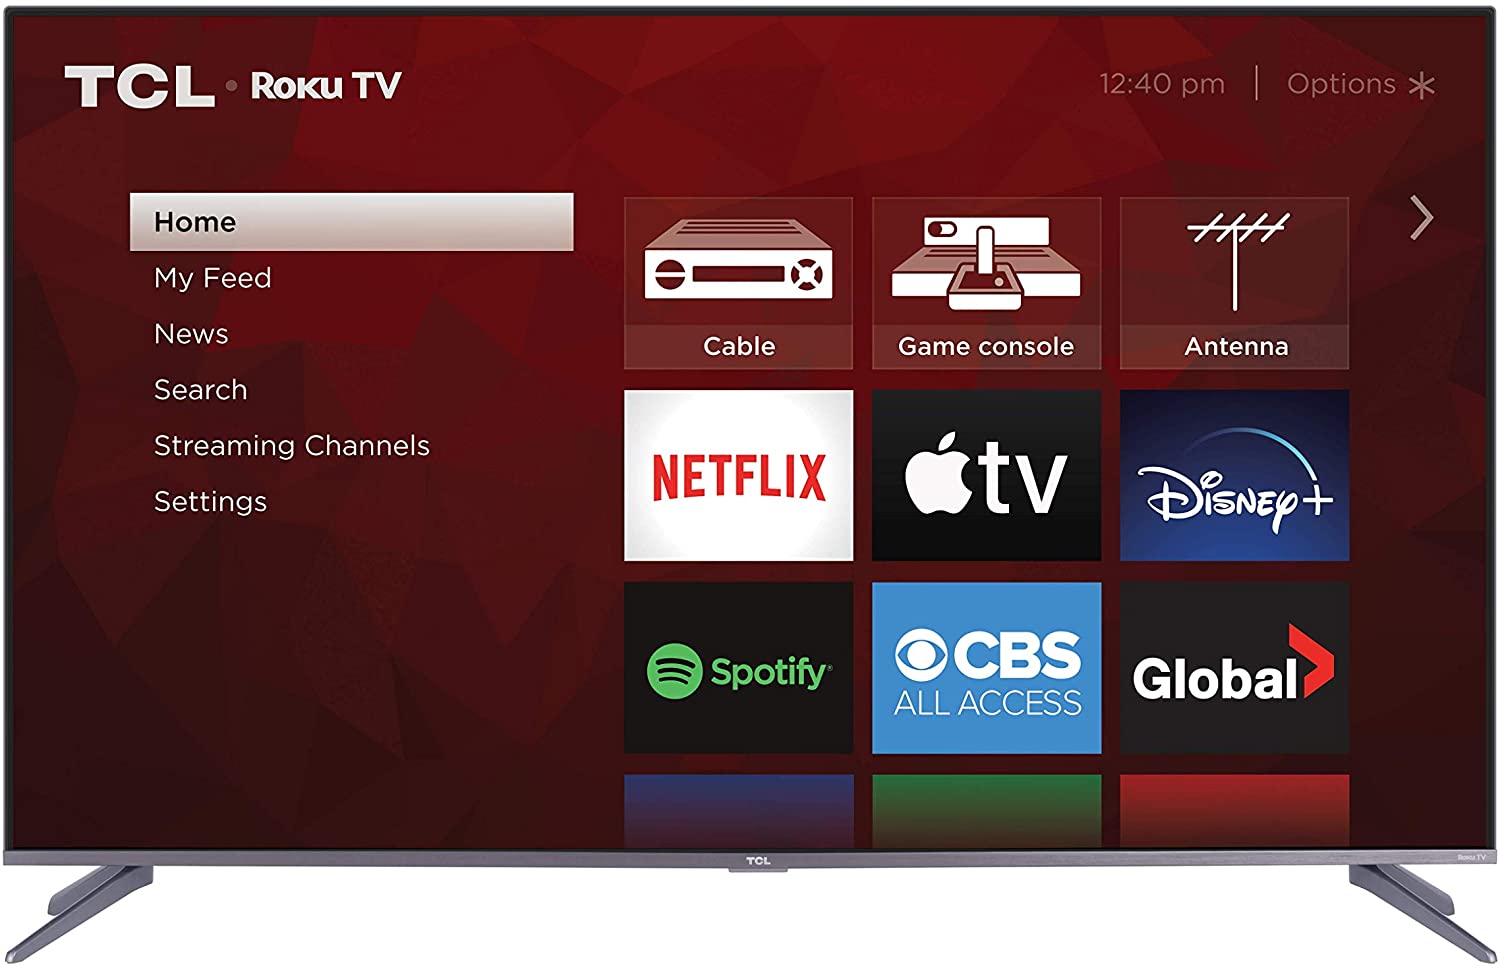 TCL • Roku TV
12:40 pm | Options *
Home
My Feed
News
Search
Streaming Channels
Settings
Cable
Game console
Antenna
NETFLIX
tv
Disney+
Spotify®
CBS
ALL ACCESS
Global
TCL
Roku TV